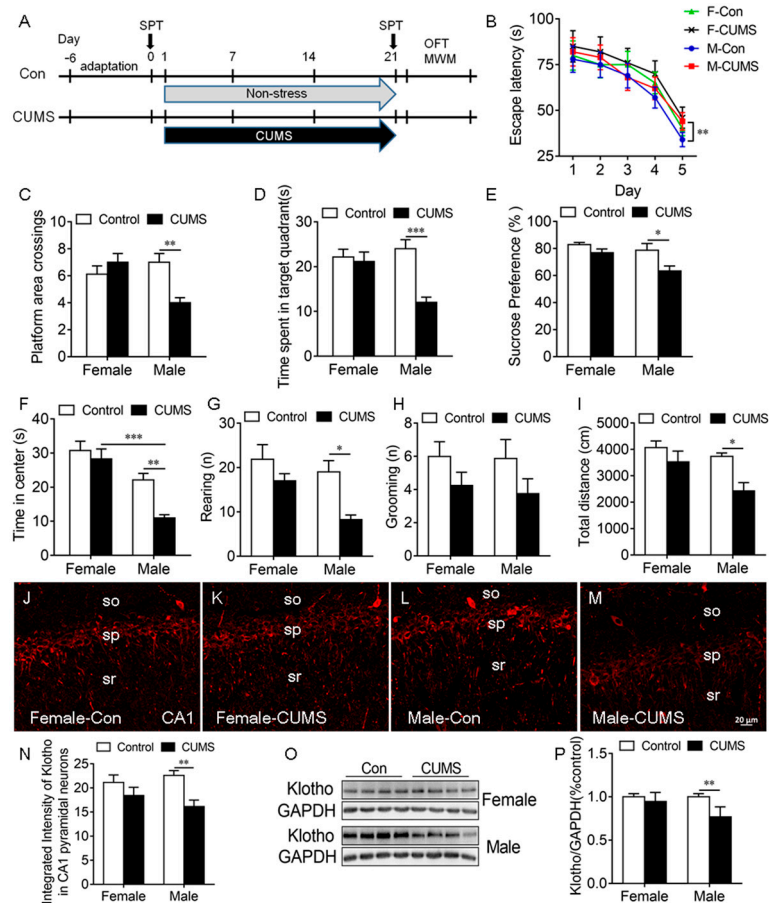 A
SPT
SPT
Day
-6
adaptation
0
1
7
14
21
OFT
MWM
Con
Non-stress
CUMS
CUMS
B
Escape latency (s)
100
75
50
25
1 2 3 4 5
Day
F-Con
F-CUMS
M-Con
M-CUMS
**
C
Control CUMS
Platform area crossings
10
8
6
4
2
0
**
Female Male
D
Control CUMS
Time spent in target quadrant(s)
40
30
20
10
0
***
Female Male
E
Control CUMS
Sucrose Preference (%)
100
80
60
40
20
0
*
Female Male
F
Control CUMS
Time in center (s)
40
30
20
10
0
***
**
Female Male
G
Control CUMS
Rearing (n)
30
20
10
0
*
Female Male
H
Control CUMS
Grooming (n)
8
6
4
2
0
Female Male
I
Control CUMS
Total distance (cm)
5000
4000
3000
2000
1000
0
*
Female Male
J
so
sp
sr
Female-Con CA1
K
so
sp
sr
Female-CUMS
L
so
sp
sr
Male-Con
M
so
sp
sr
Male-CUMS
20 μm
N
Control CUMS
Integrated Intensity of Klotho
in CA1 pyramidal neurons
30
25
20
15
10
5
0
**
Female Male
O
Con CUMS
Klotho
GAPDH
Female
Klotho
GAPDH
Male
P
Control CUMS
Klotho/GAPDH(%control)
1.5
1.0
0.5
0.0
**
Female Male